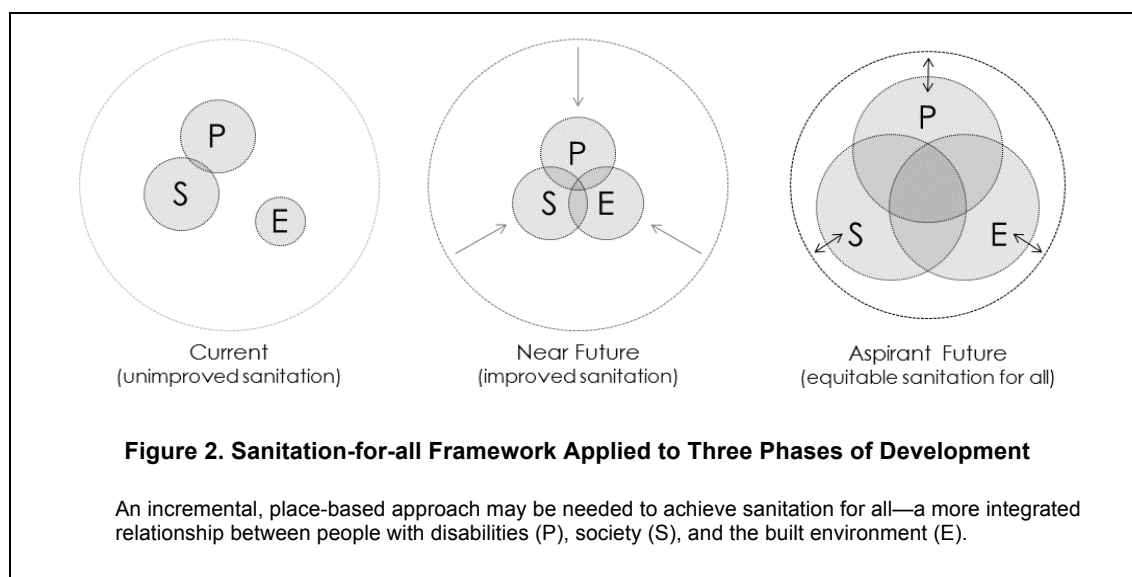 P
S
E
P
S E
P
S
E
Current
(unimproved sanitation)
Near Future
(improved sanitation)
Aspirant Future
(equitable sanitation for all)
Figure 2. Sanitation-for-all Framework Applied to Three Phases of Development
An incremental, place-based approach may be needed to achieve sanitation for all—a more integrated
relationship between people with disabilities (P), society (S), and the built environment (E).